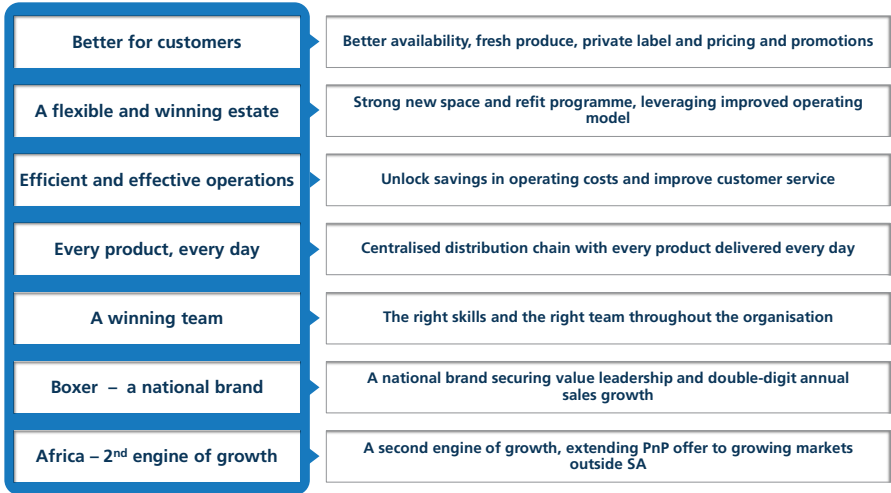 Better for customers
Better availability, fresh produce, private label and pricing and promotions
A flexible and winning estate
Strong new space and refit programme, leveraging improved operating
model
Efficient and effective operations
Unlock savings in operating costs and improve customer service
Every product, every day
Centralised distribution chain with every product delivered every day
A winning team
The right skills and the right team throughout the organisation
Boxer – a national brand
A national brand securing value leadership and double-digit annual
sales growth
Africa – 2nd engine of growth
A second engine of growth, extending PnP offer to growing markets
outside SA